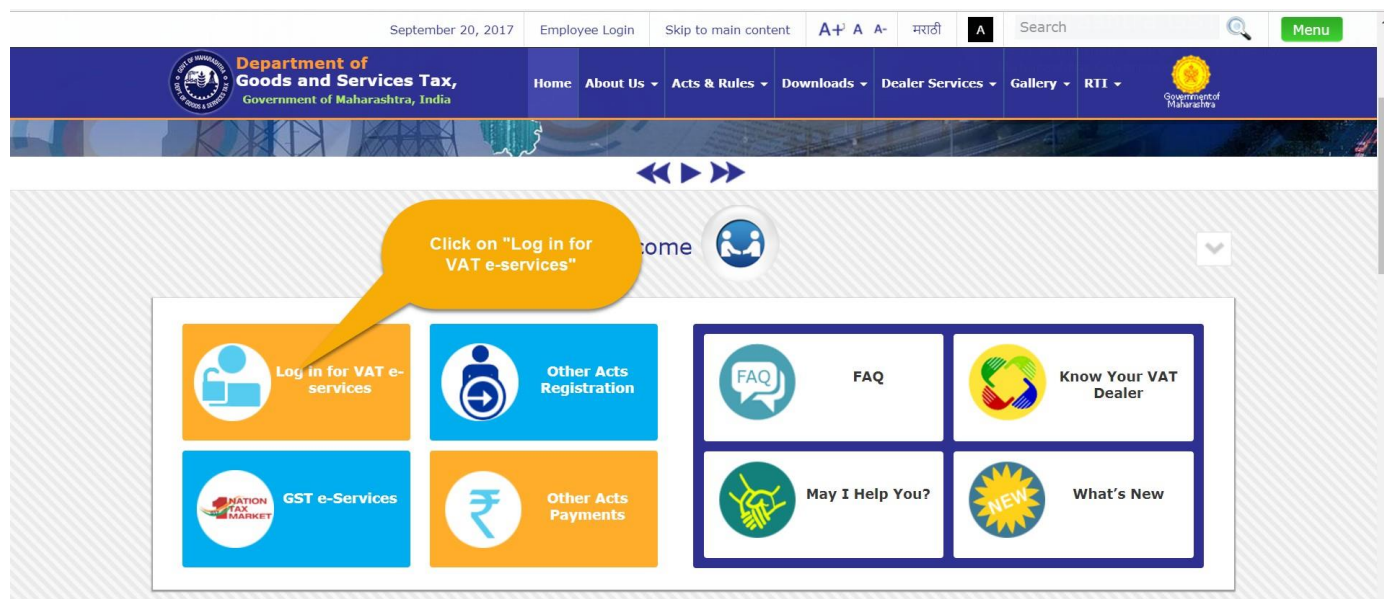 September 20, 2017 Employee Login Skip to main content A+ A A- मराठी A Search Menu
Department of
Goods and Services Tax,
Government of Maharashtra, India
Home About Us Acts & Rules Downloads Dealer Services Gallery RTI
Government of
Maharashtra
Click on "Log in for
VAT e-services"
come
Log in for VAT e-
services
Other Acts
Registration
FAQ
FAQ
Know Your VAT
Dealer
NATION
TAX
MARKET
GST e-Services
Other Acts
Payments
May I Help You?
NEW
What's New